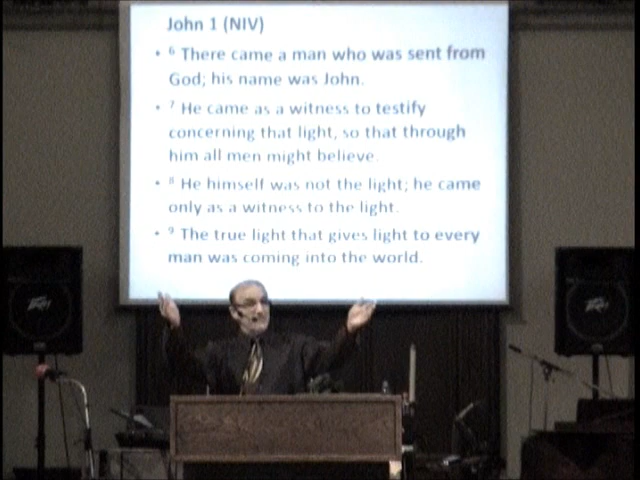 John 1 (NIV)
• 6 There came a man who was sent from
God; his name was John.
• 7 He came as a witness to testify
concerning that light, so that through
him all men might believe.
• 8 He himself was not the light; he came
only as a witness to the light.
• 9 The true light that gives light to every
man was coming into the world.